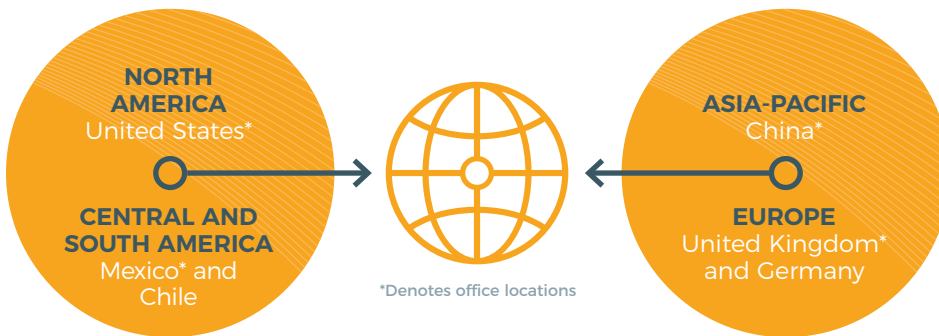 NORTH
AMERICA
United States*
CENTRAL AND
SOUTH AMERICA
Mexico* and
Chile
*Denotes office locations
ASIA-PACIFIC
China*
EUROPE
United Kingdom*
and Germany